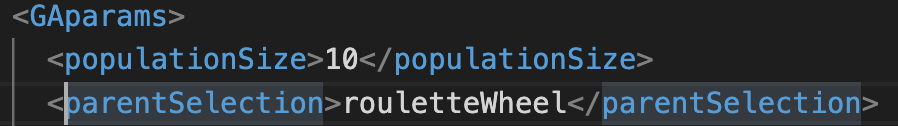 <GAparams>
<populationSize>10</populationSize>
<parentSelection>rouletteWheel</parentSelection>